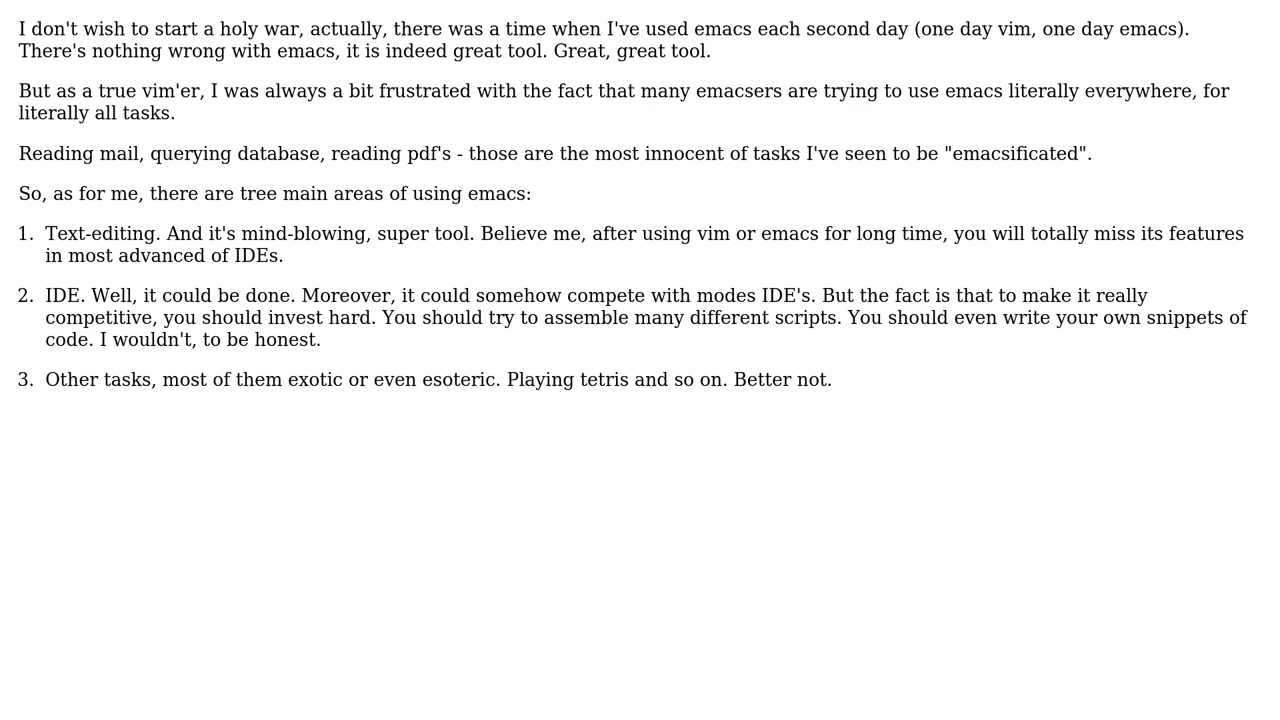 I don't wish to start a holy war, actually, there was a time when I've used emacs each second day (one day vim, one day emacs).
There's nothing wrong with emacs, it is indeed great tool. Great, great tool.
But as a true vim'er, I was always a bit frustrated with the fact that many emacsers are trying to use emacs literally everywhere, for
literally all tasks.
Reading mail, querying database, reading pdf's - those are the most innocent of tasks I've seen to be "emacsificated".
So, as for me, there are tree main areas of using emacs:
1. Text-editing. And it's mind-blowing, super tool. Believe me, after using vim or emacs for long time, you will totally miss its features
in most advanced of IDEs.
2. IDE. Well, it could be done. Moreover, it could somehow compete with modes IDE's. But the fact is that to make it really
competitive, you should invest hard. You should try to assemble many different scripts. You should even write your own snippets of
code. I wouldn't, to be honest.
3. Other tasks, most of them exotic or even esoteric. Playing tetris and so on. Better not.